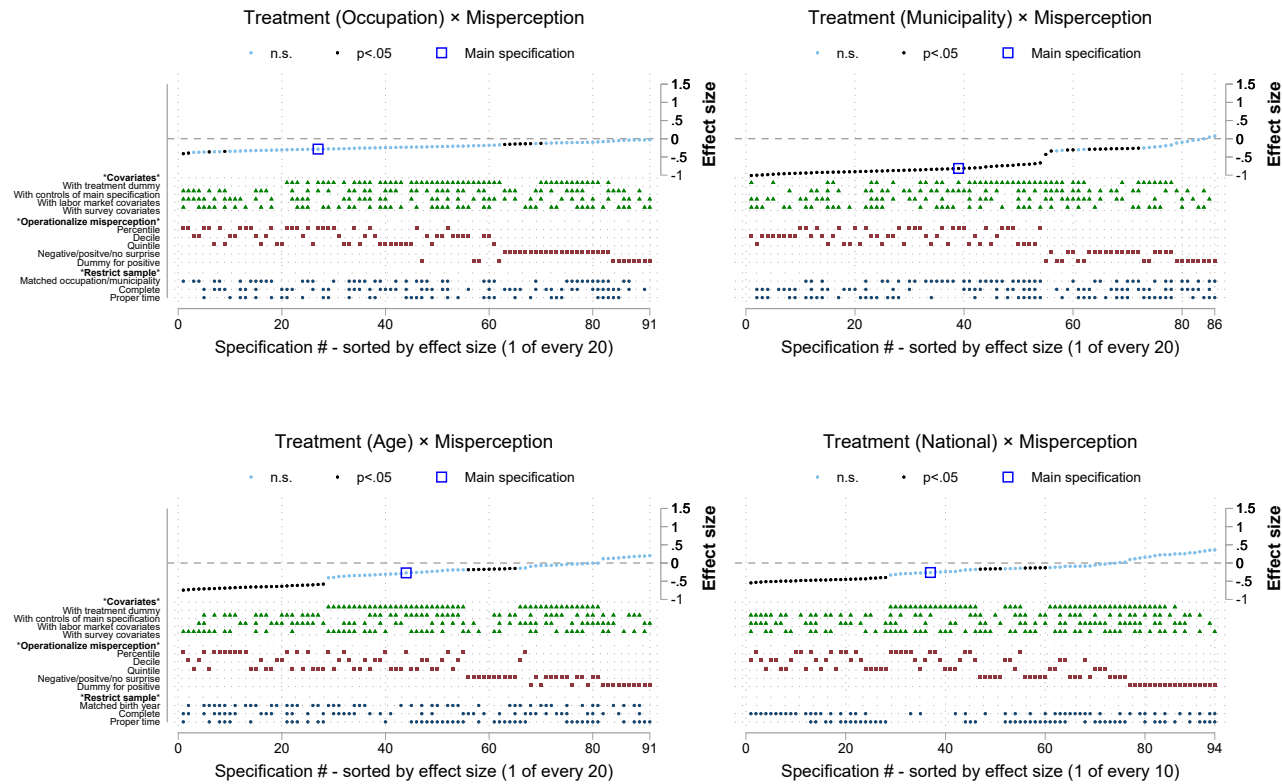 Treatment (Occupation) × Misperception
n.s. p<.05 Main specification
1.5
1
.5
0
-.5
-1
Effect size
*Covariates*
With treatment dummy
With controls of main specification
With labor market covariates
With survey covariates
*Operationalize misperception*
Percentile
Decile
Quintile
Negative/positve/no surprise
Dummy for positive
*Restrict sample*
Matched occupation/municipality
Complete
Proper time
0 20 40 60 80 91
Specification # - sorted by effect size (1 of every 20)
Treatment (Municipality) × Misperception
n.s. p<.05 Main specification
1.5
1
.5
0
-.5
-1
Effect size
0 20 40 60 80 86
Specification # - sorted by effect size (1 of every 20)
Treatment (Age) × Misperception
n.s. p<.05 Main specification
1.5
1
.5
0
-.5
-1
Effect size
*Covariates*
With treatment dummy
With controls of main specification
With labor market covariates
With survey covariates
*Operationalize misperception*
Percentile
Decile
Quintile
Negative/positve/no surprise
Dummy for positive
*Restrict sample*
Matched birth year
Complete
Proper time
0 20 40 60 80 91
Specification # - sorted by effect size (1 of every 20)
Treatment (National) × Misperception
n.s. p<.05 Main specification
1.5
1
.5
0
-.5
-1
Effect size
0 20 40 60 80 94
Specification # - sorted by effect size (1 of every 10)